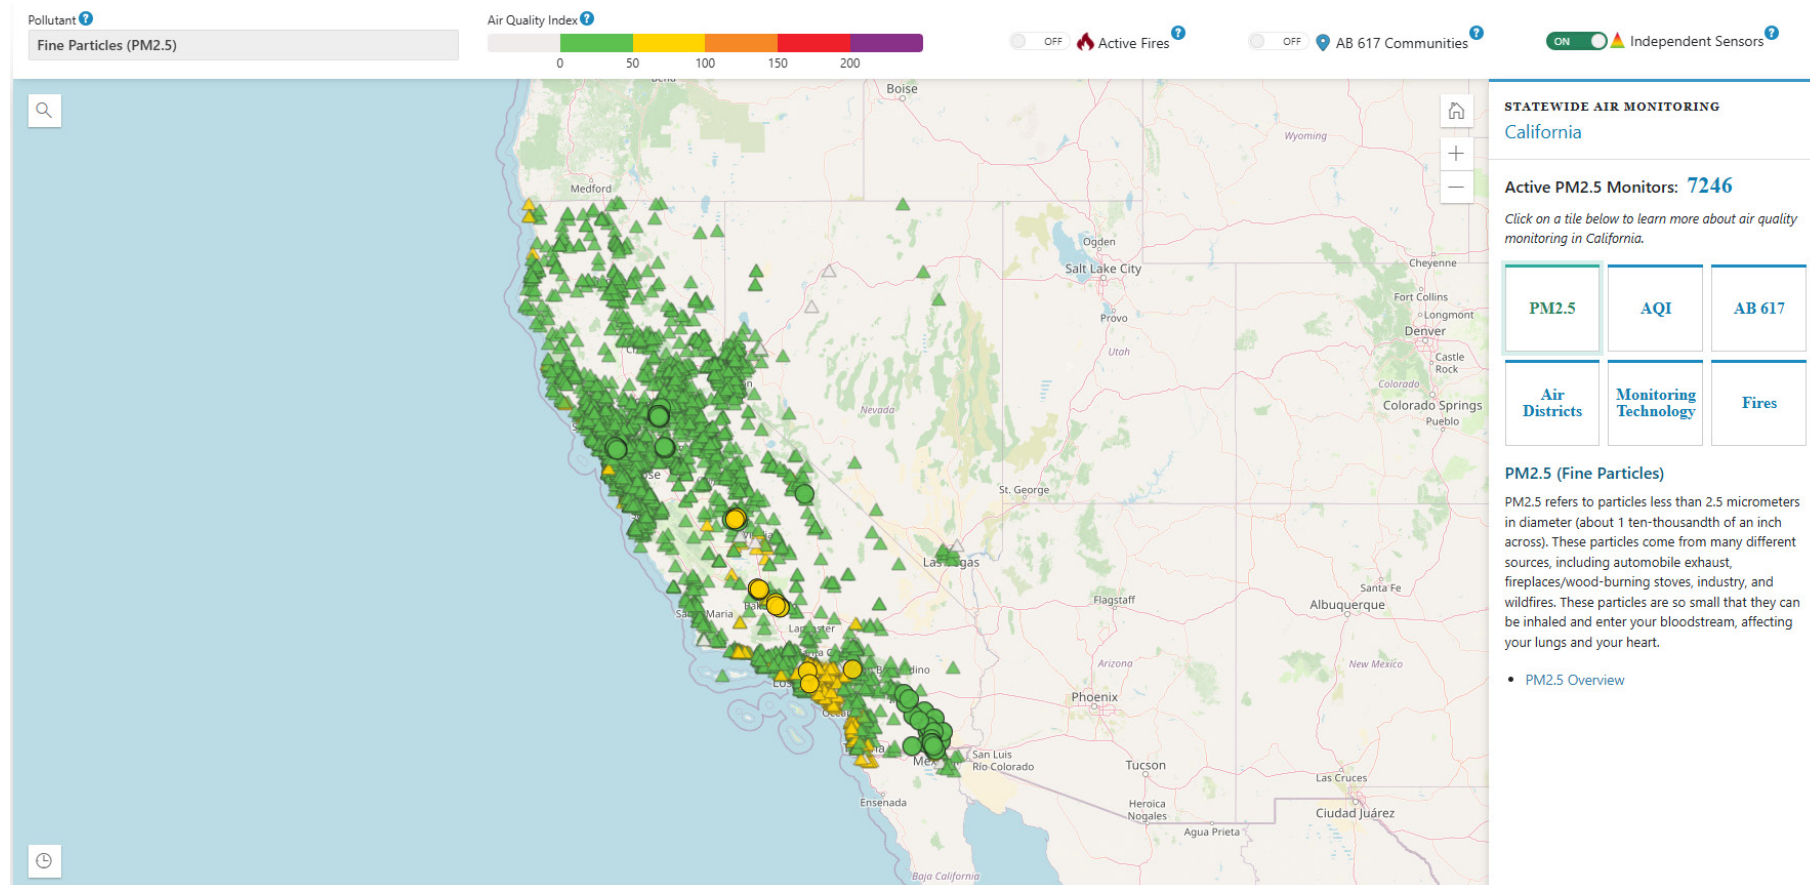 Pollutant
Fine Particles (PM2.5)
Air Quality Index
0 50 100 150 200
OFF Active Fires
OFF AB 617 Communities
ON Independent Sensors
STATEWIDE AIR MONITORING
California
Active PM2.5 Monitors: 7246
Click on a tile below to learn more about air quality
monitoring in California.
PM2.5
AQI
AB 617
Air
Districts
Monitoring
Technology
Fires
PM2.5 (Fine Particles)
PM2.5 refers to particles less than 2.5 micrometers
in diameter (about 1 ten-thousandth of an inch
across). These particles come from many different
sources, including automobile exhaust,
fireplaces/wood-burning stoves, industry, and
wildfires. These particles are so small that they can
be inhaled and enter your bloodstream, affecting
your lungs and your heart.
• PM2.5 Overview
Boise
Wyoming
Medford
Ogden
Salt Lake City
Cheyenne
Fort Collins
Longmont
Provo
Denver
Utah
Castle
Rock
Colorado
Nevada
Colorado Springs
Pueblo
St. George
Las Vegas
Santa Fe
Flagstaff
Albuquerque
Maria
Arizona
New Mexico
Phoenix
San Luis
Río Colorado
Tucson
Las Cruces
Ensenada
Heroica
Nogales
Ciudad Juárez
Agua Prieta
Baja California